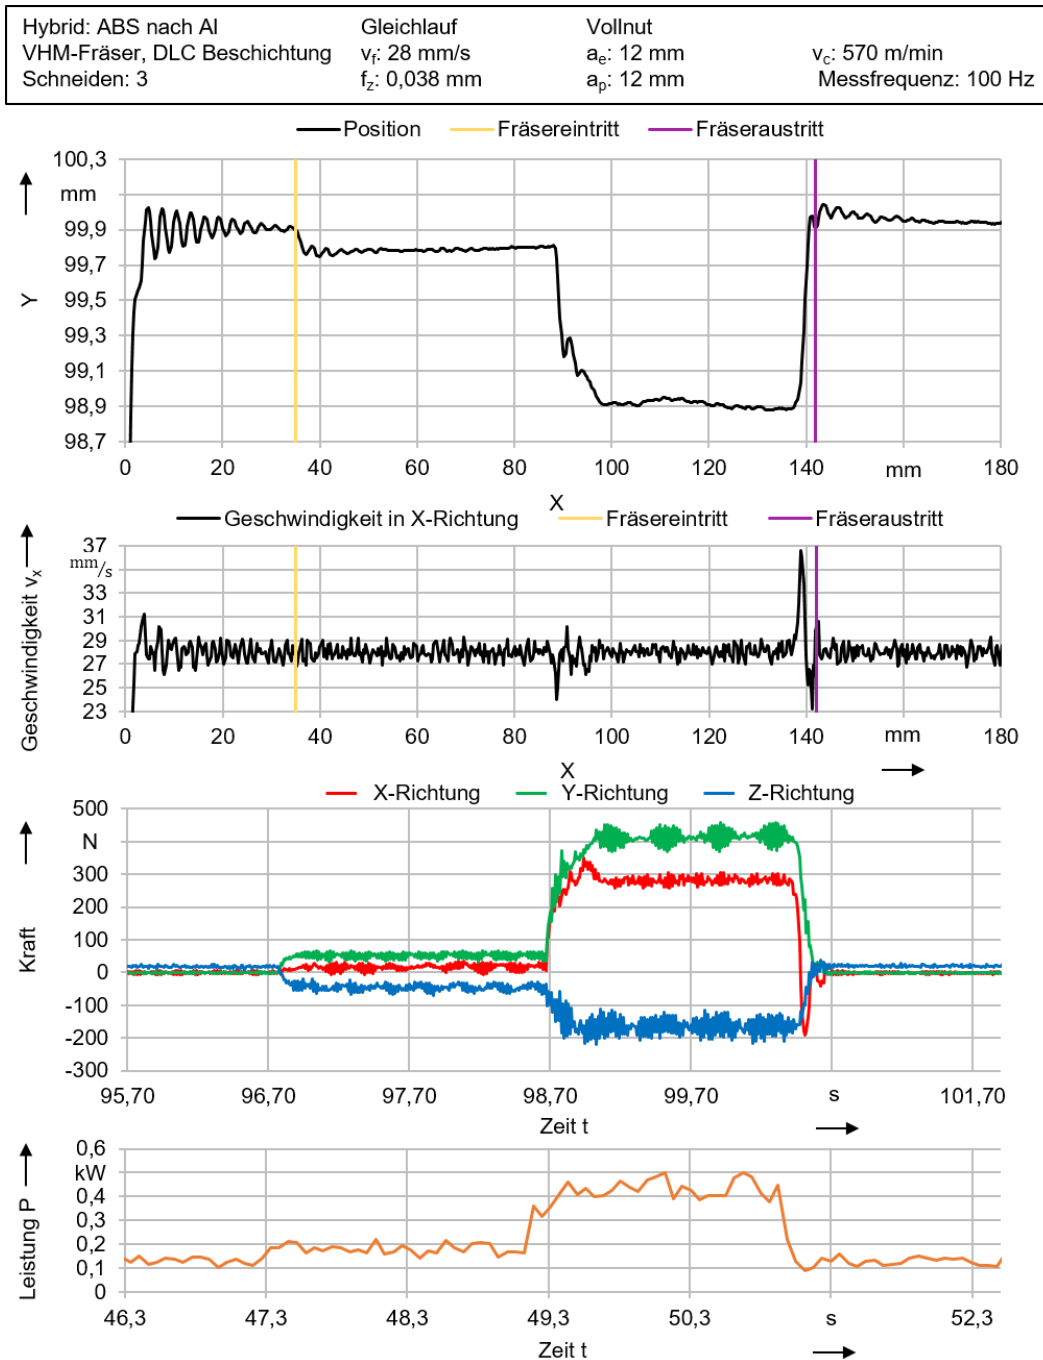 Hybrid: ABS nach Al Gleichlauf Vollnut
VHM-Fräser, DLC Beschichtung vf: 28 mm/s ae: 12 mm vc: 570 m/min
Schneiden: 3 fz: 0,038 mm ap: 12 mm Messfrequenz: 100 Hz
Position Fräsereintritt Fräseraustritt
100,3
mm
99,9
99,7
Y
99,5
99,3
99,1
98,9
98,7
0 20 40 60 80 100 120 140 mm 180
X
Geschwindigkeit in X-Richtung Fräsereintritt Fräseraustritt
Geschwindigkeit vx
37
mm/s
33
31
29
27
25
23
0 20 40 60 80 100 120 140 mm 180
X
X-Richtung Y-Richtung Z-Richtung
Kraft
500
N
300
200
100
0
-100
-200
-300
95,70 96,70 97,70 98,70 99,70 s 101,70
Zeit t
Leistung P
0,6
kW
0,4
0,3
0,2
0,1
0
46,3 47,3 48,3 49,3 50,3 s 52,3
Zeit t